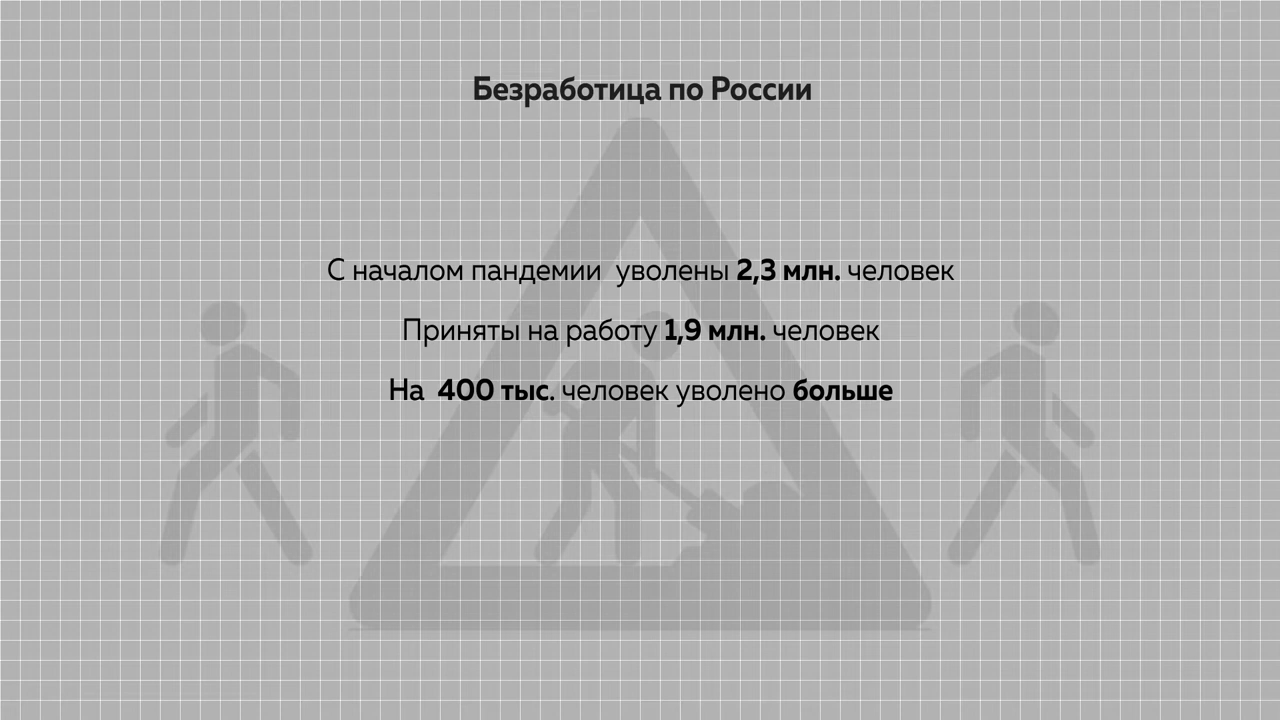 Безработица по России
С началом пандемии уволены 2,3 млн. человек
Приняты на работу 1,9 млн. человек
На 400 тыс. человек уволено больше